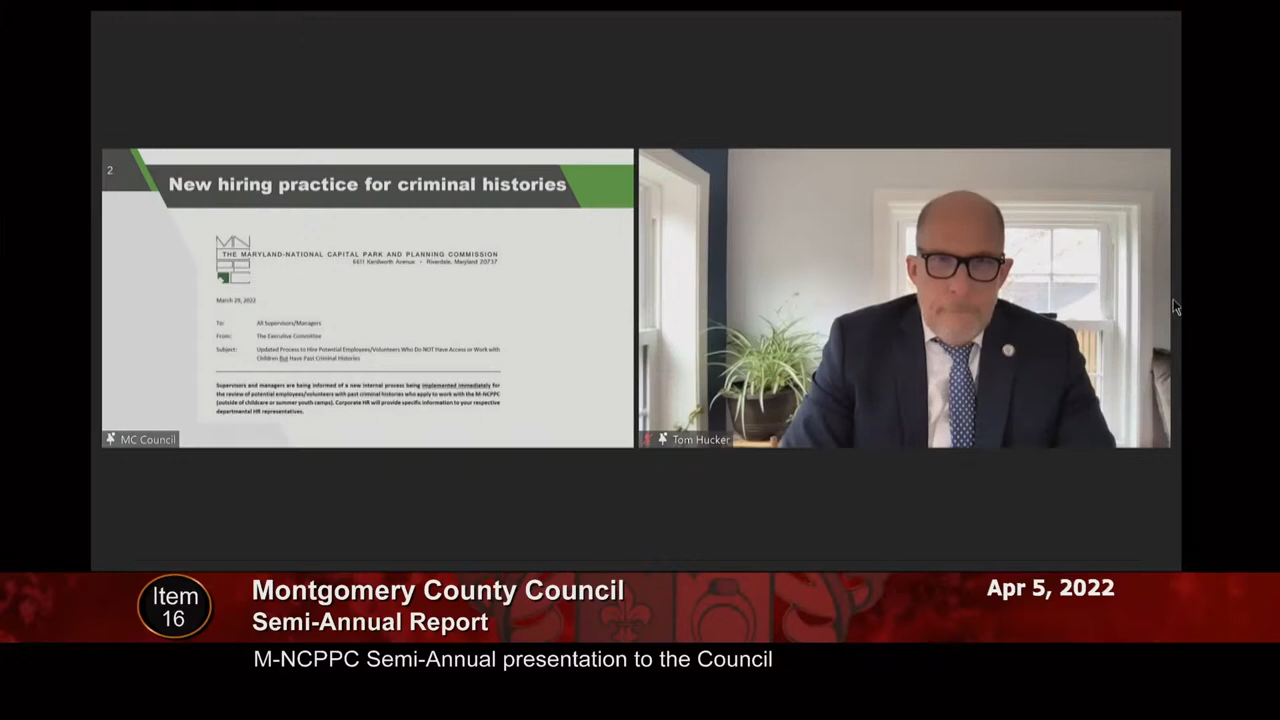 2
New hiring practice for criminal histories
MN
THE MARYLAND-NATIONAL CAPITAL PARK AND PLANNING COMMISSION
6611 Kenilworth Avenue • Riverdale, Maryland 20737
March 29, 2022
To: All Supervisors/Managers
From: The Executive Committee
Subject: Updated Process to Hire Potential Employees/Volunteers Who Do NOT Have Access or Work with
Children But Have Past Criminal Histories
Supervisors and managers are being informed of a new internal process being implemented immediately for
the review of potential employees/volunteers with past criminal histories who apply to work with the M-NCPPC
(outside of childcare or summer youth camps). Corporate HR will provide specific information to your respective
departmental HR representatives.
MC Council
Tom Hucker
Item
16
Montgomery County Council
Semi-Annual Report
Apr 5, 2022
M-NCPPC Semi-Annual presentation to the Council